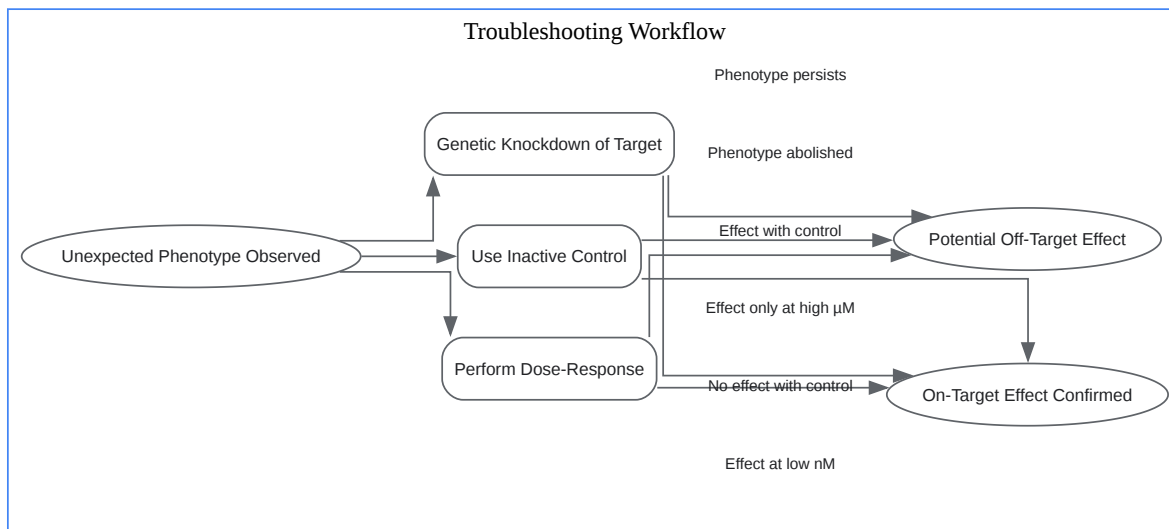 Troubleshooting Workflow
Phenotype persists
Genetic Knockdown of Target
Phenotype abolished
Unexpected Phenotype Observed
Use Inactive Control
Effect with control
Potential Off-Target Effect
Effect only at high µM
Perform Dose-Response
No effect with control
On-Target Effect Confirmed
Effect at low nM